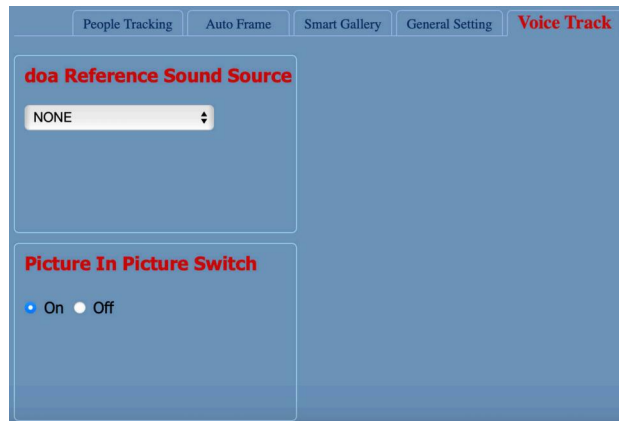 People Tracking Auto Frame Smart Gallery General Setting Voice Track
doa Reference Sound Source
NONE
Picture In Picture Switch
On Off